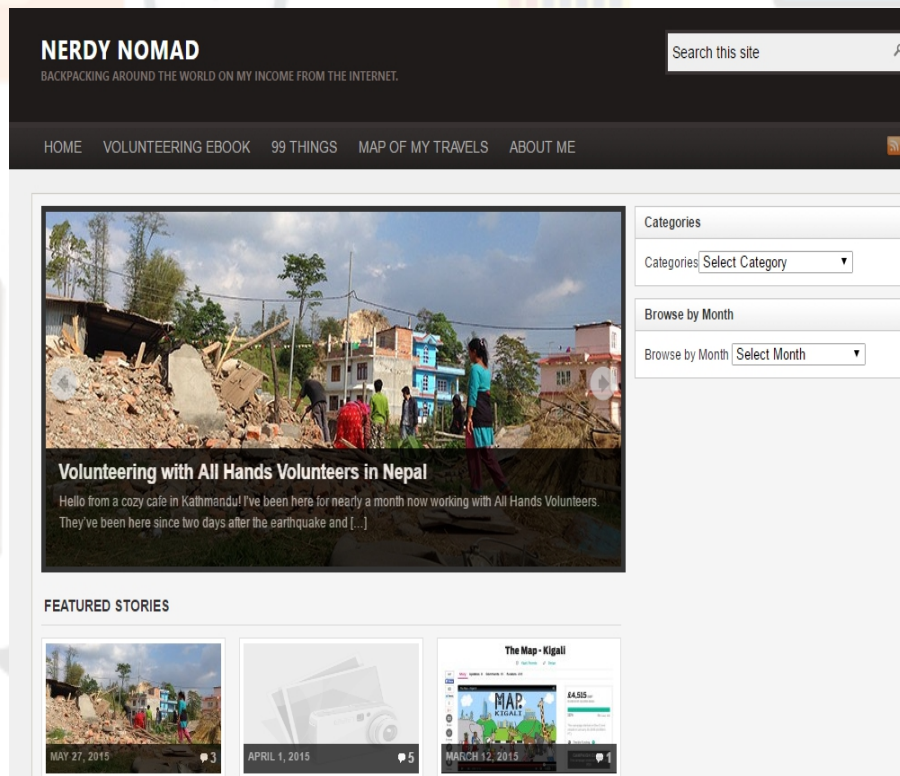 NERDY NOMAD
BACKPACKING AROUND THE WORLD ON MY INCOME FROM THE INTERNET.
Search this site
HOME VOLUNTEERING EBOOK 99 THINGS MAP OF MY TRAVELS ABOUT ME
Categories
Categories Select Category
Browse by Month
Browse by Month Select Month
Volunteering with All Hands Volunteers in Nepal
Hello from a cozy cafe in Kathmandu! I've been here for nearly a month now working with All Hands Volunteers.
They've been here since two days after the earthquake and [...]
FEATURED STORIES
MAY 27, 2015 3
APRIL 1, 2015 5
The Map - Kigali
£4,515
MAP
KIGALI
MARCH 12, 2015 1